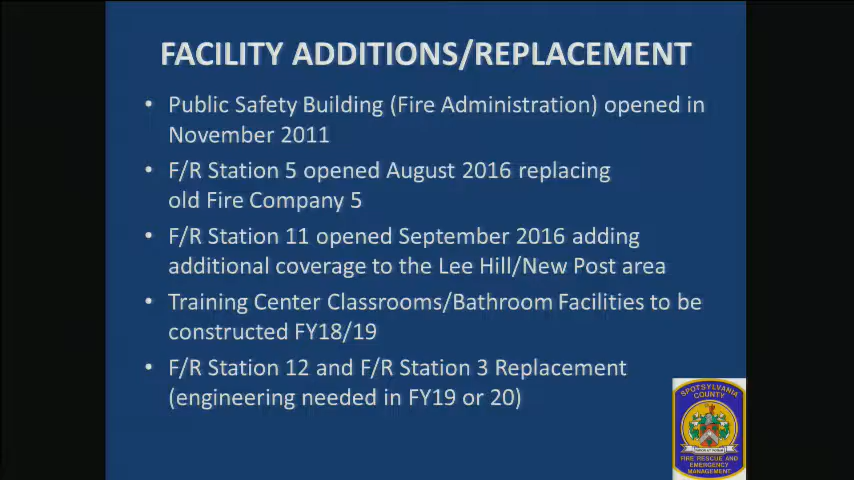 FACILITY ADDITIONS/REPLACEMENT
• Public Safety Building (Fire Administration) opened in
November 2011
• F/R Station 5 opened August 2016 replacing
old Fire Company 5
• F/R Station 11 opened September 2016 adding
additional coverage to the Lee Hill/New Post area
• Training Center Classrooms/Bathroom Facilities to be
constructed FY18/19
• F/R Station 12 and F/R Station 3 Replacement
(engineering needed in FY19 or 20)
SPOTSYLVANIA
COUNTY
FIRE RESCUE AND
EMERGENCY
MANAGEMENT